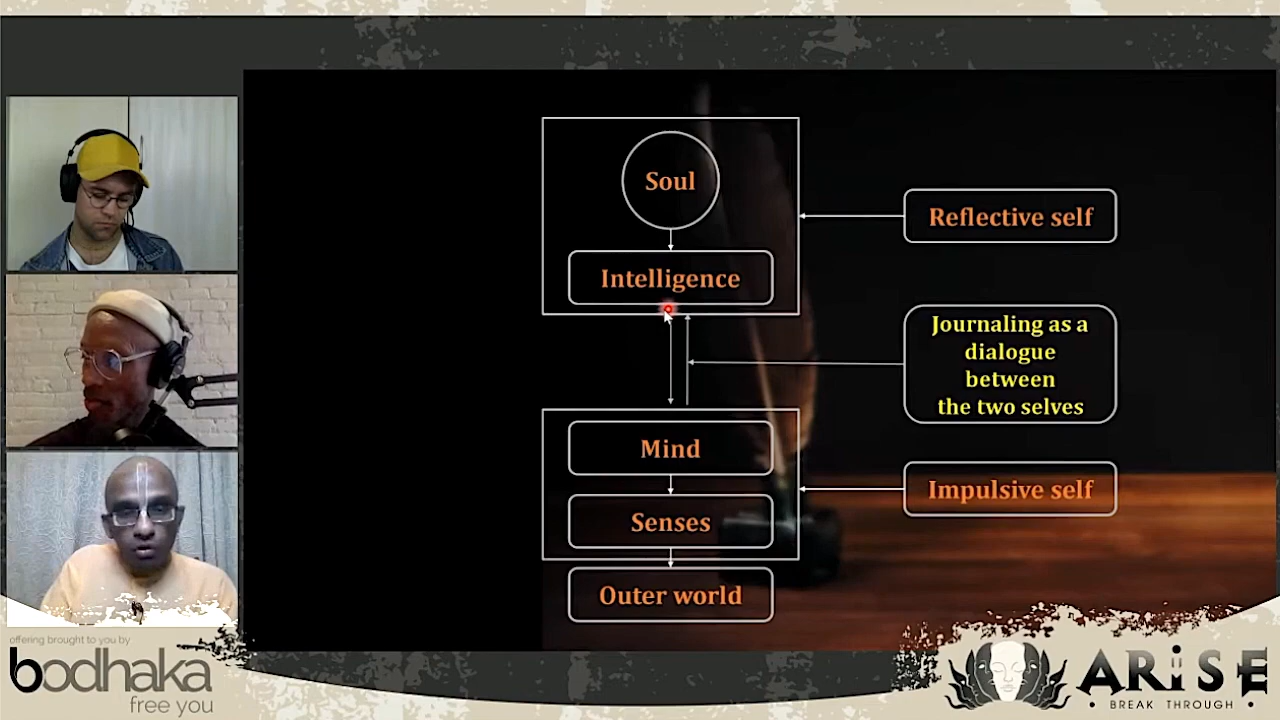 Soul
Intelligence
Reflective self
Journaling as a
dialogue
between
the two selves
Mind
Senses
Impulsive self
Outer world
offering brought to you by
bodhaka
free you
ARiSE
• BREAK THROUGH •